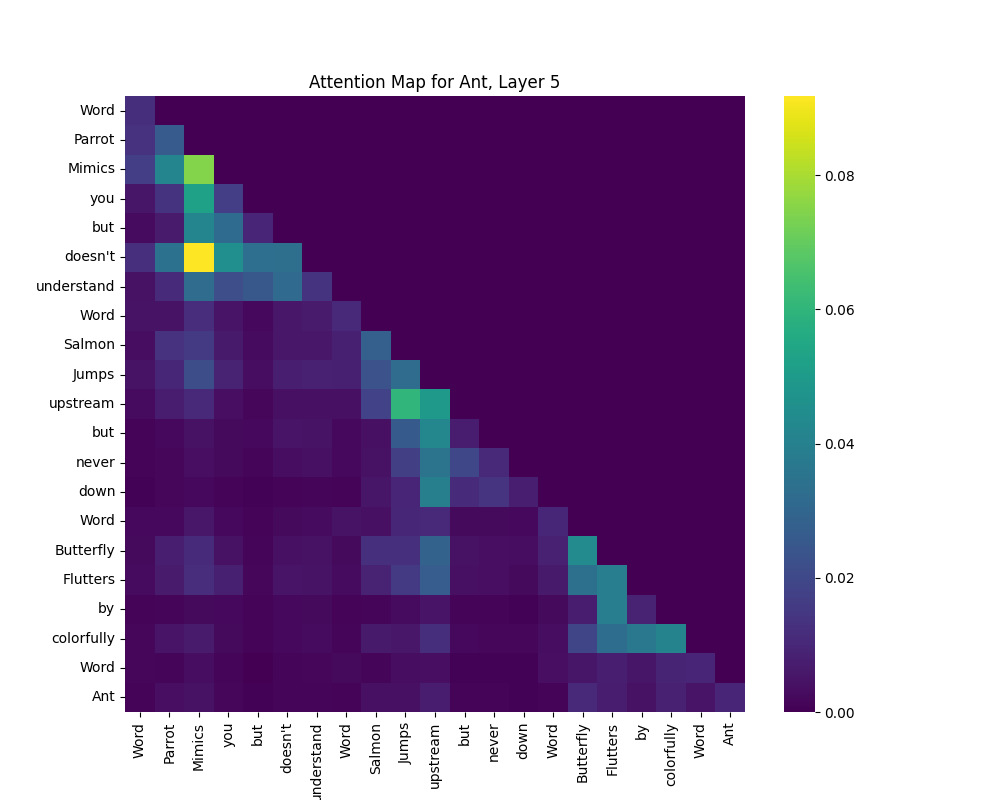 Attention Map for Ant, Layer 5
Word
Parrot
Mimics
you
but
doesn't
understand
Word
Salmon
Jumps
upstream
but
never
down
Word
Butterfly
Flutters
by
colorfully
Word
Ant
Word Parrot Mimics you but doesn't understand Word Salmon Jumps upstream but never down Word Butterfly Flutters by colorfully Word Ant
0.08
0.06
0.04
0.02
0.00